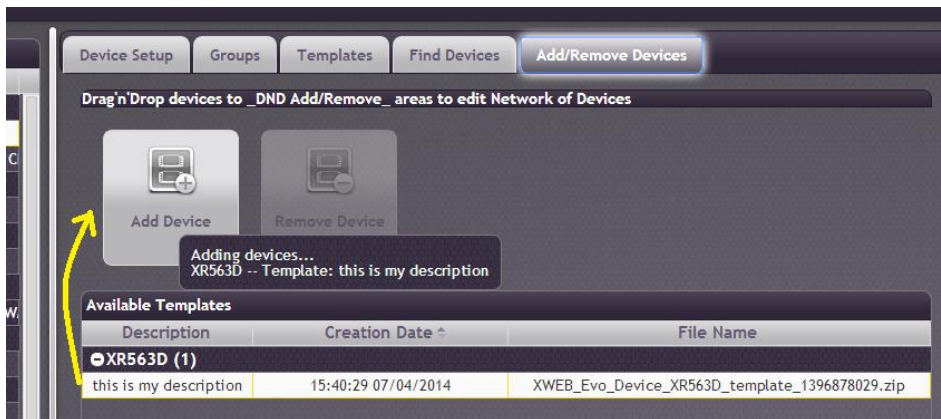 Device Setup Groups Templates Find Devices Add/Remove Devices
Drag'n'Drop devices to _DND Add/Remove_ areas to edit Network of Devices
Add Device Remove Device
Adding devices...
XR563D -- Template: this is my description
Available Templates
Description Creation Date File Name
XR563D (1)
this is my description 15:40:29 07/04/2014 XWEB_Evo_Device_XR563D_template_1396878029.zip